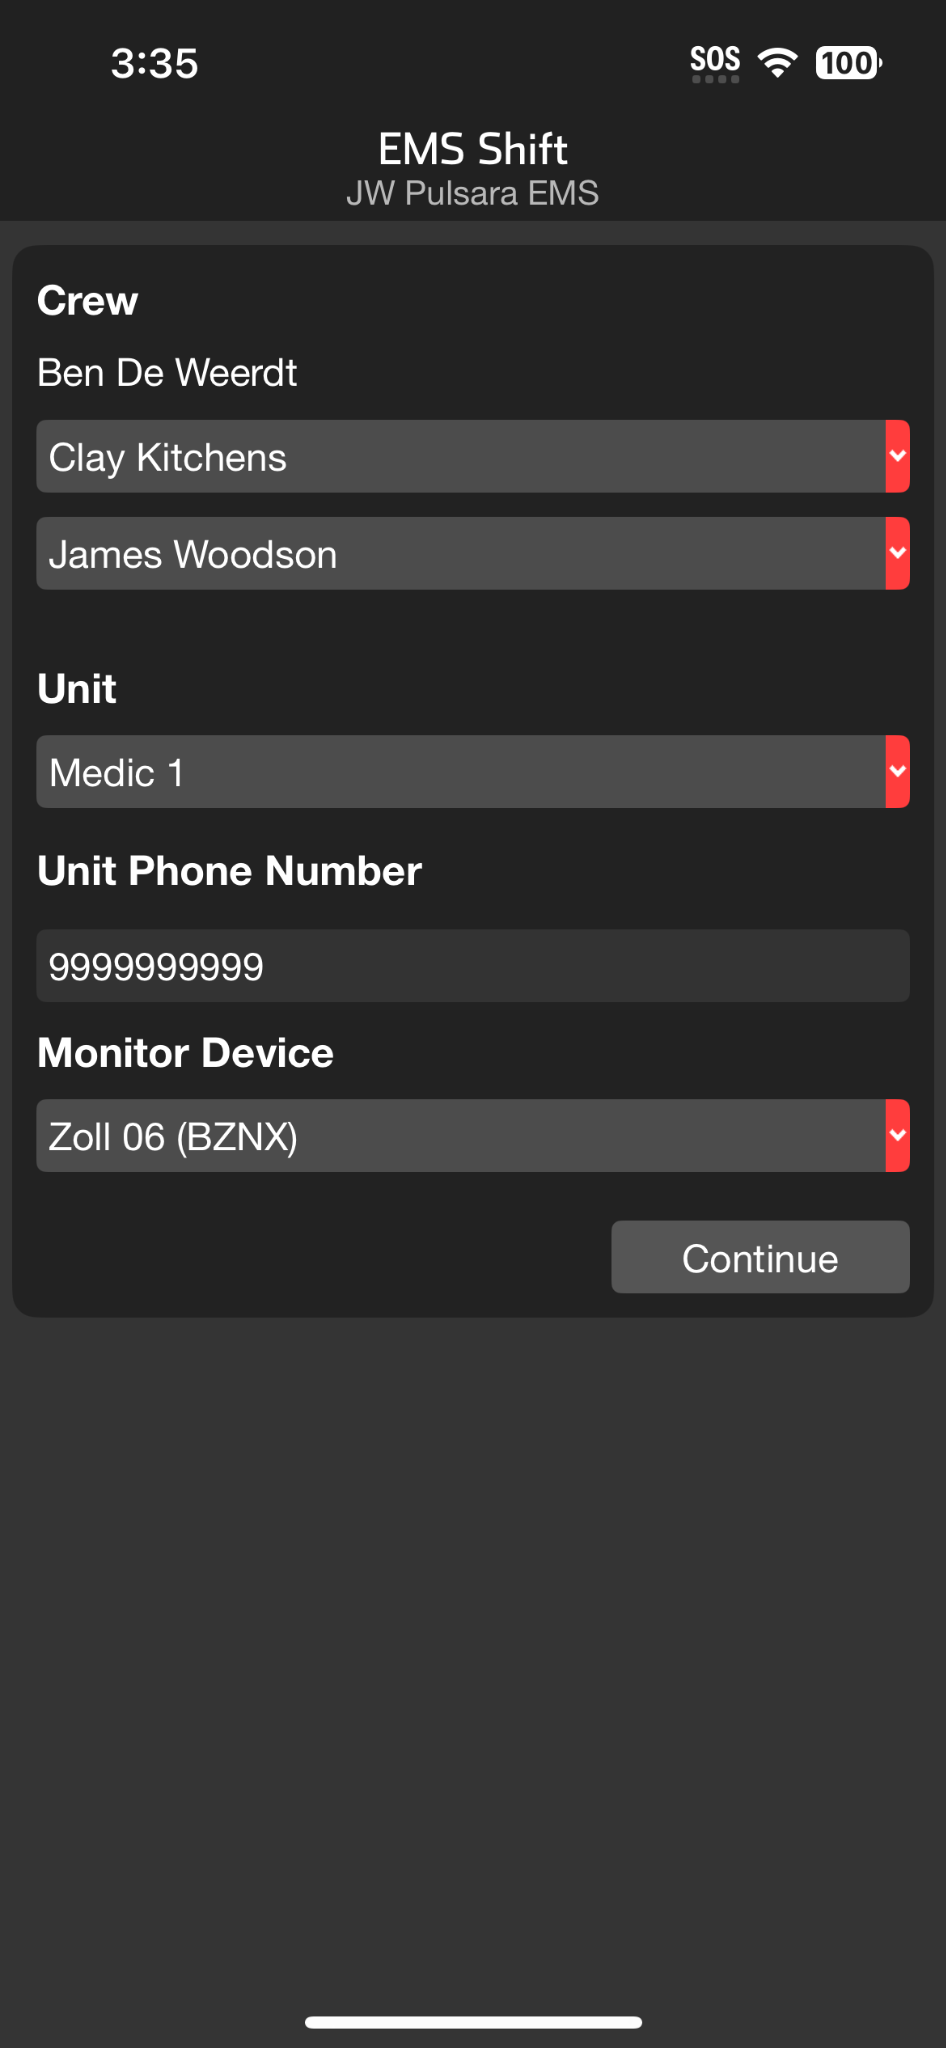 3:35
SOS
100
EMS Shift
JW Pulsara EMS
Crew
Ben De Weerdt
Clay Kitchens
James Woodson
Unit
Medic 1
Unit Phone Number
9999999999
Monitor Device
Zoll 06 (BZNX)
Continue